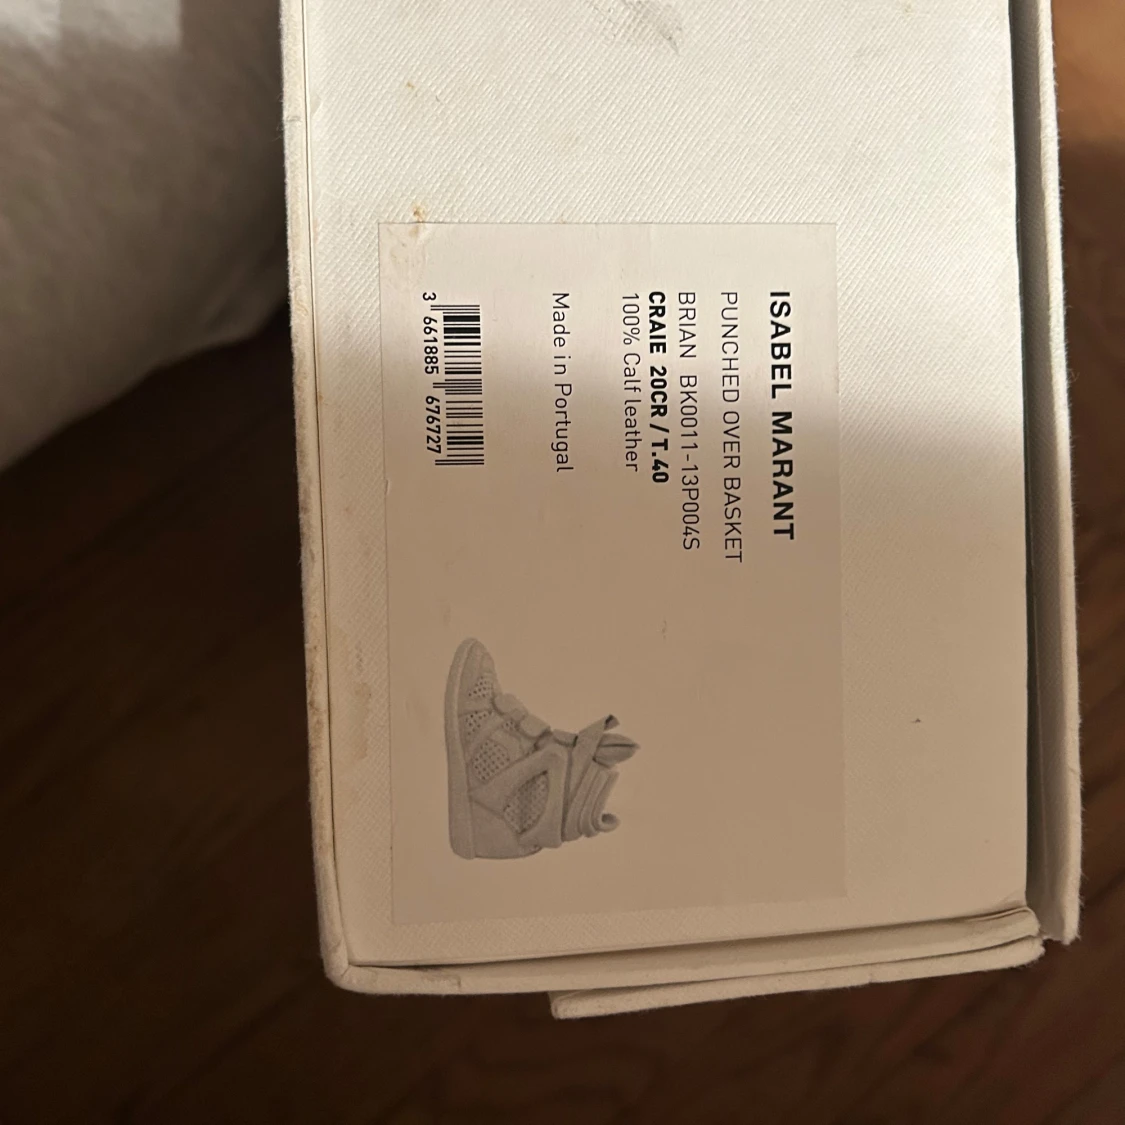 ISABEL MARANT
PUNCHED OVER BASKET
BRIAN BK0011-13P004S
CRAIE 20CR / T.40
100% Calf leather
Made in Portugal
3 661885 676727